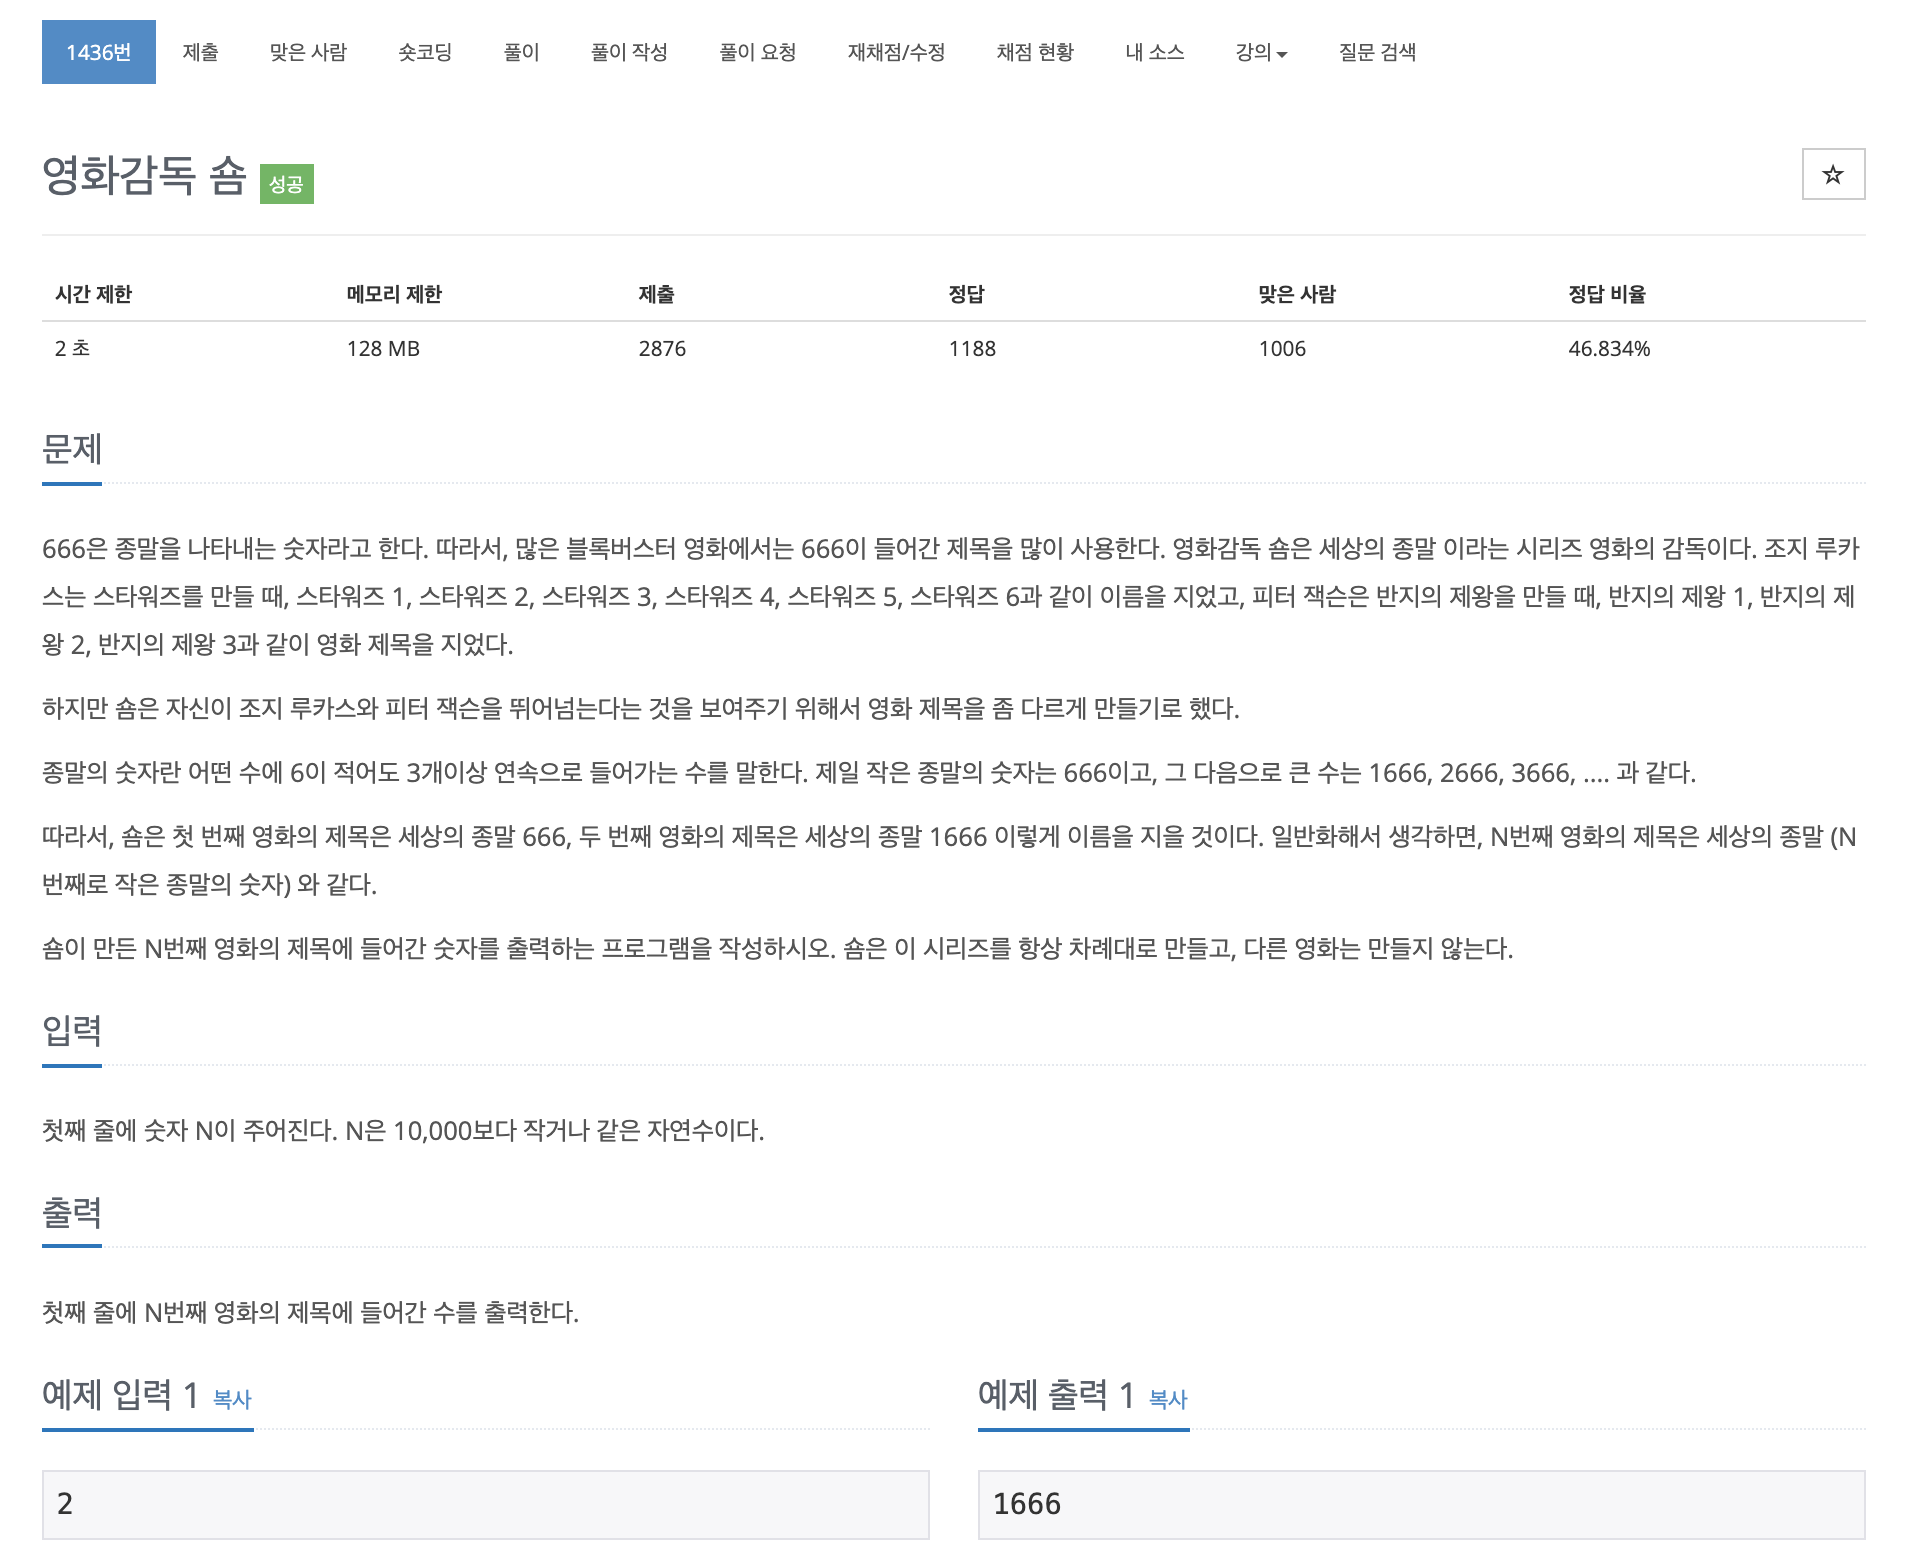 1436번 제출 맞은 사람 숏코딩 풀이 풀이 작성 풀이 요청 재채점/수정 채점 현황 내 소스 강의 질문 검색
영화감독 숌 성공
시간 제한 메모리 제한 제출 정답 맞은 사람 정답 비율
2 초 128 MB 2876 1188 1006 46.834%
문제
666은 종말을 나타내는 숫자라고 한다. 따라서, 많은 블록버스터 영화에서는 666이 들어간 제목을 많이 사용한다. 영화감독 숌은 세상의 종말 이라는 시리즈 영화의 감독이다. 조지 루카
스는 스타워즈를 만들 때, 스타워즈 1, 스타워즈 2, 스타워즈 3, 스타워즈 4, 스타워즈 5, 스타워즈 6과 같이 이름을 지었고, 피터 잭슨은 반지의 제왕을 만들 때, 반지의 제왕 1, 반지의 제
왕 2, 반지의 제왕 3과 같이 영화 제목을 지었다.
하지만 숌은 자신이 조지 루카스와 피터 잭슨을 뛰어넘는다는 것을 보여주기 위해서 영화 제목을 좀 다르게 만들기로 했다.
종말의 숫자란 어떤 수에 6이 적어도 3개이상 연속으로 들어가는 수를 말한다. 제일 작은 종말의 숫자는 666이고, 그 다음으로 큰 수는 1666, 2666, 3666, .... 과 같다.
따라서, 숌은 첫 번째 영화의 제목은 세상의 종말 666, 두 번째 영화의 제목은 세상의 종말 1666 이렇게 이름을 지을 것이다. 일반화해서 생각하면, N번째 영화의 제목은 세상의 종말 (N
번째로 작은 종말의 숫자) 와 같다.
숌이 만든 N번째 영화의 제목에 들어간 숫자를 출력하는 프로그램을 작성하시오. 숌은 이 시리즈를 항상 차례대로 만들고, 다른 영화는 만들지 않는다.
입력
첫째 줄에 숫자 N이 주어진다. N은 10,000보다 작거나 같은 자연수이다.
출력
첫째 줄에 N번째 영화의 제목에 들어간 수를 출력한다.
예제 입력 1 복사
2
예제 출력 1 복사
1666